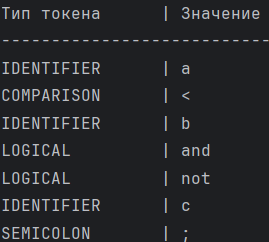 Тип токена | Значение
---------------------------
IDENTIFIER | a
COMPARISON | <
IDENTIFIER | b
LOGICAL | and
LOGICAL | not
IDENTIFIER | c
SEMICOLON | ;